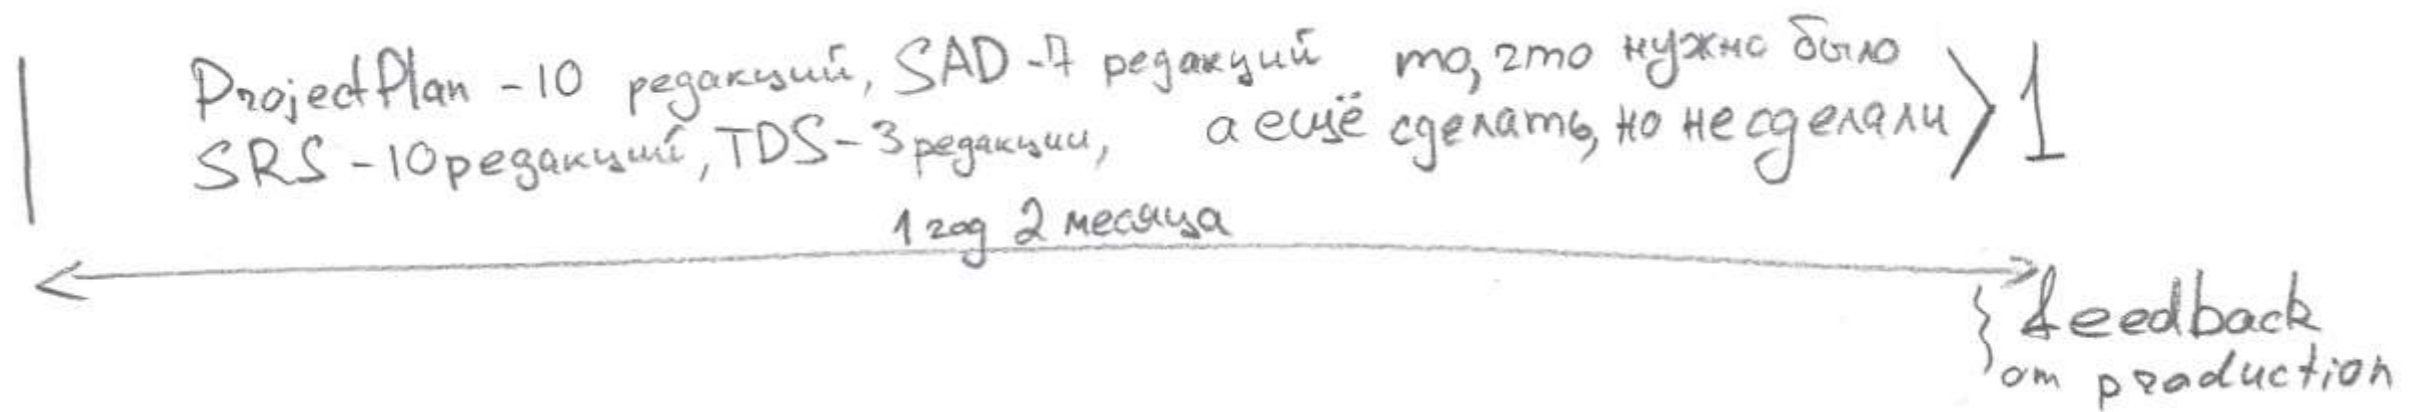 ProjectPlan - 10 редакций, SAD - 7 редакций то, что нужно было
SRS - 10 редакций, TDS - 3 редакции, а ещё сделать, но не сделали 1
1 год 2 месяца
feedback
от production